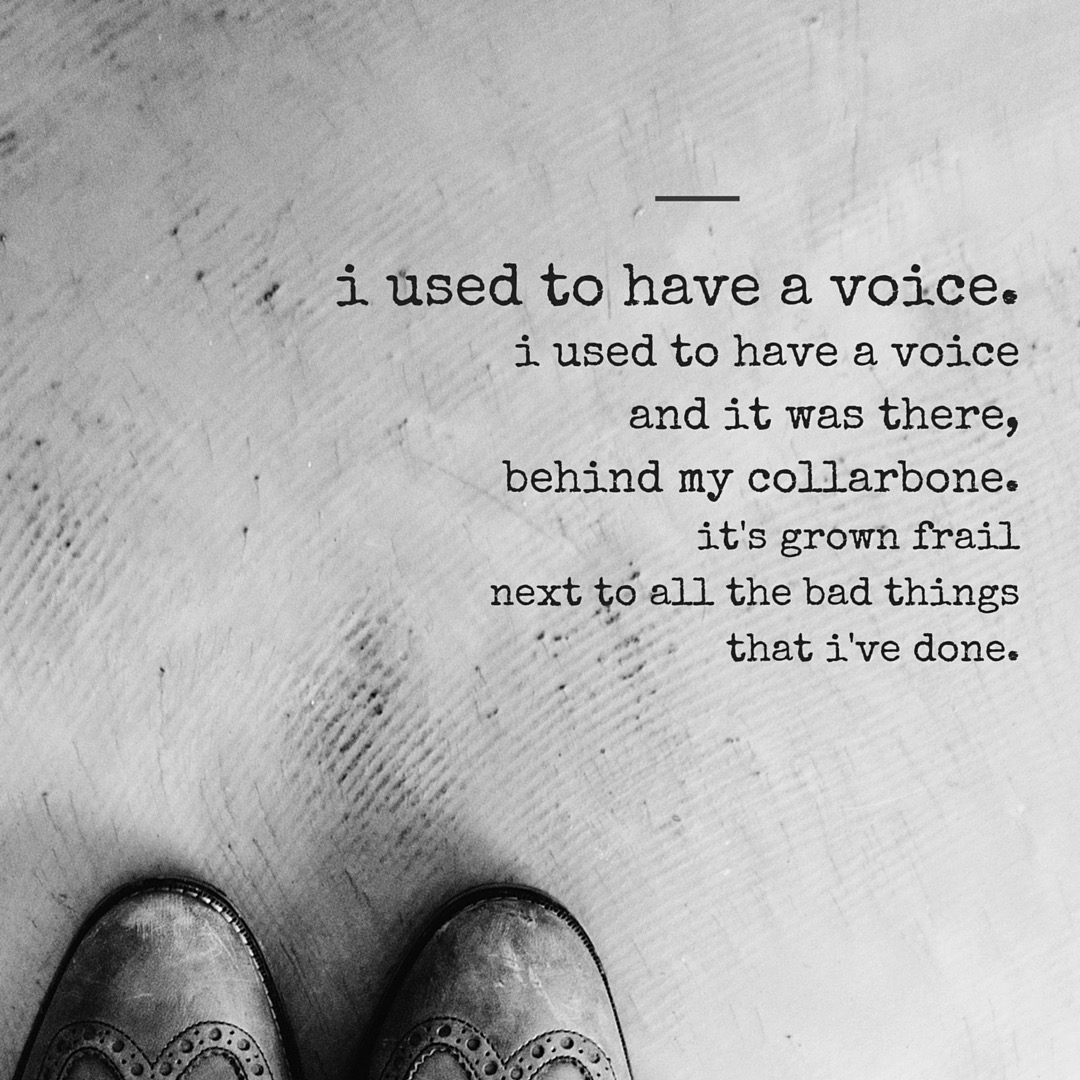 i used to have a voice.
i used to have a voice
and it was there,
behind my collarbone.
it's grown frail
next to all the bad things
that i've done.